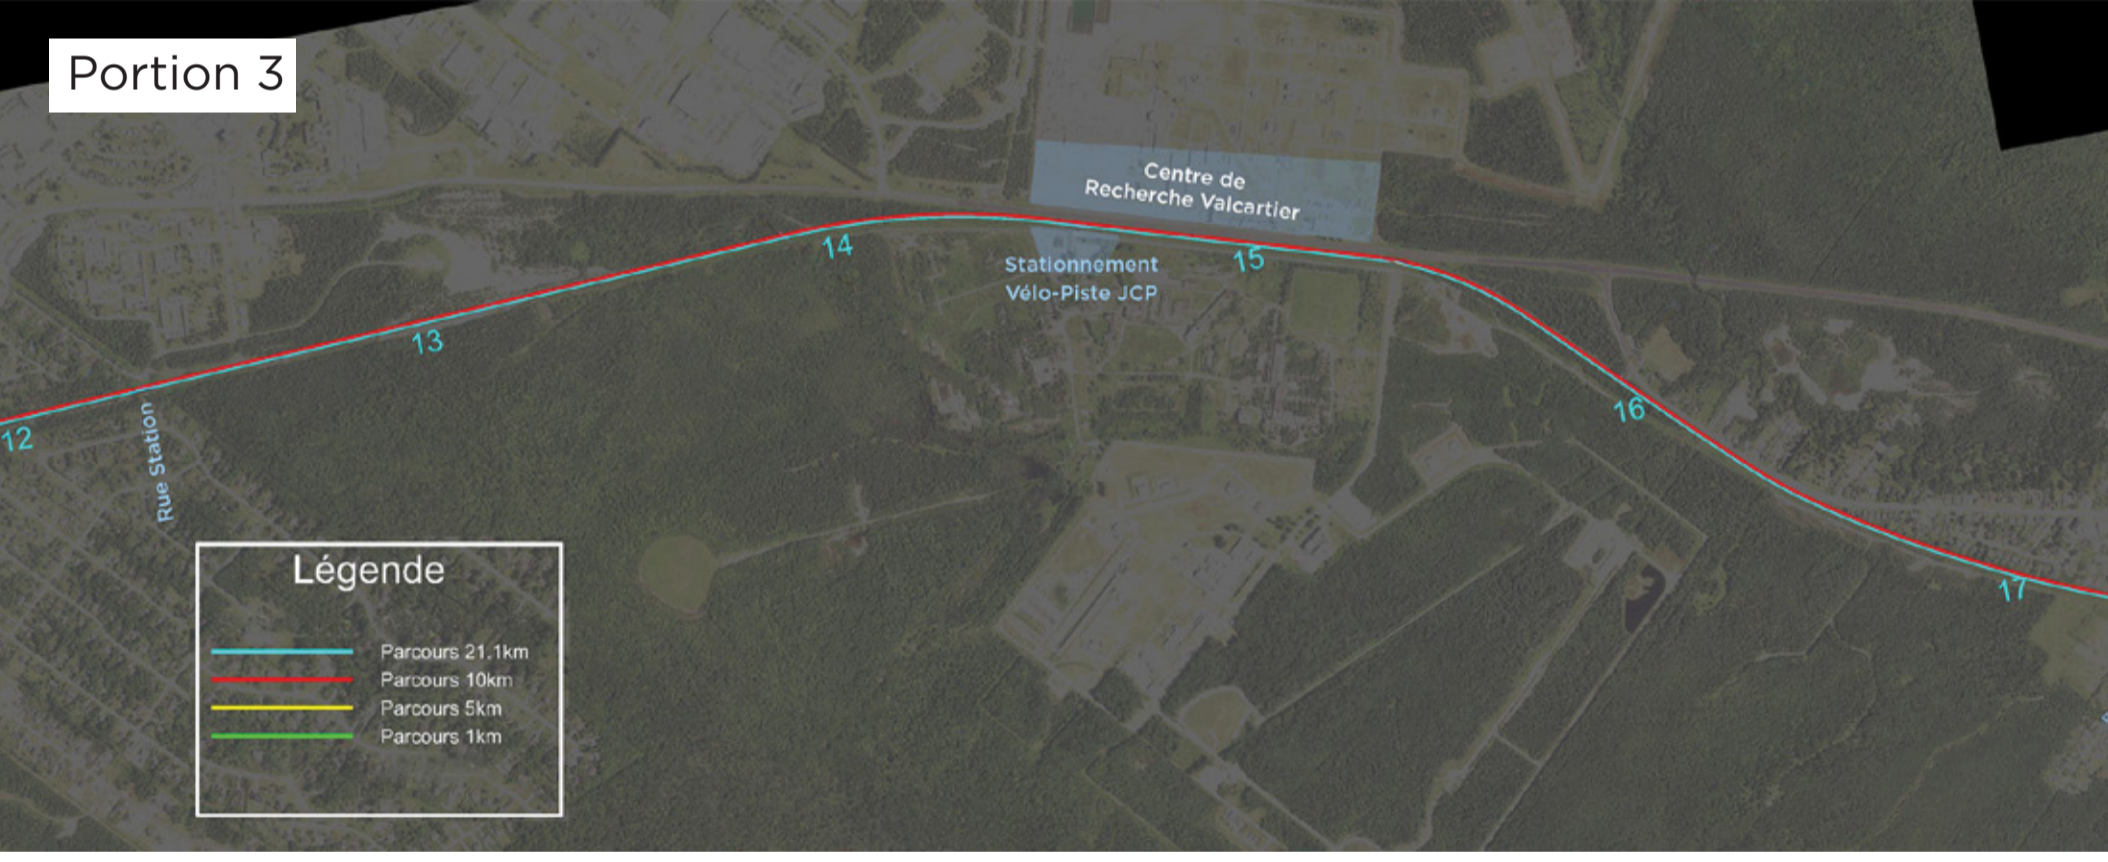 Portion 3
Centre de
Recherche Valcartier
14
15
Stationnement
Vélo-Piste JCP
13
16
12
Rue Station
17
Légende
Parcours 21,1km
Parcours 10km
Parcours 5km
Parcours 1km